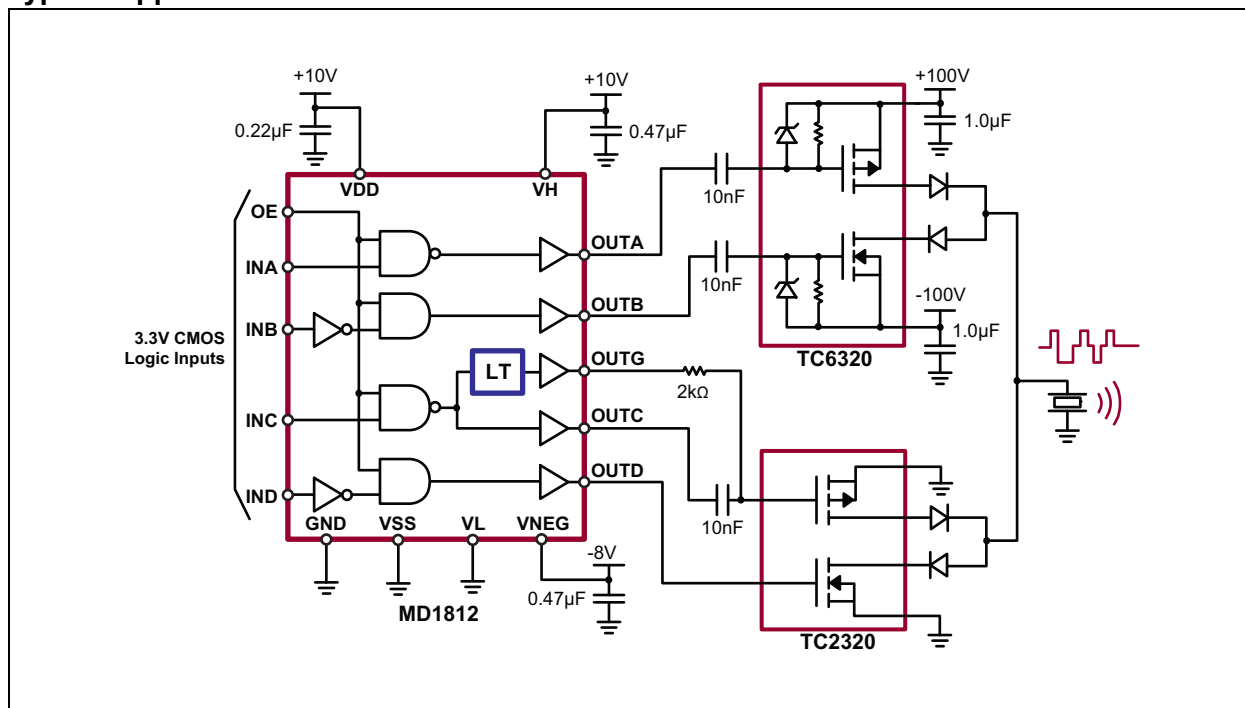 +10V
0.22µF
+10V
0.47µF
+100V
1.0µF
10nF
VDD
VH
OE
INA
INB
3.3V CMOS
Logic Inputs
INC
IND
OUTA
OUTB
OUTG
OUTC
OUTD
LT
10nF
-100V
1.0µF
TC6320
2kΩ
10nF
GND
VSS
VL
VNEG
-8V
0.47µF
MD1812
TC2320